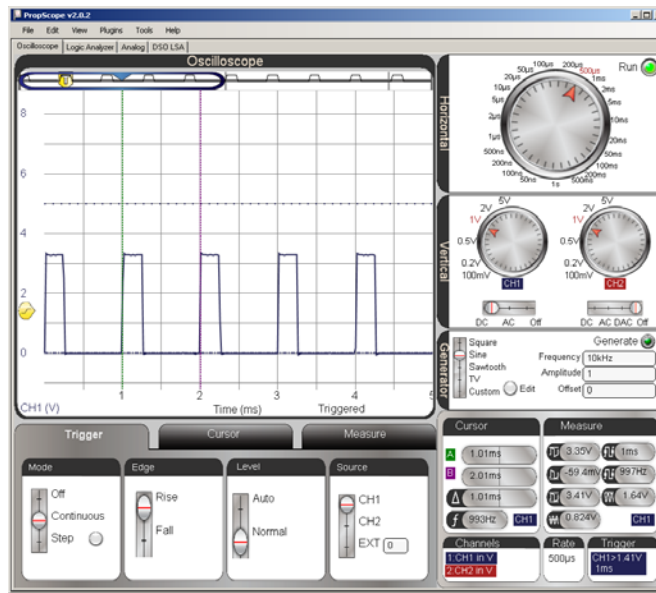 PropScope v2.0.2
File Edit View Plugins Tools Help
Oscilloscope Logic Analyzer Analog DSO LSA
Oscilloscope
8
6
4
2
0
CH1 (V)
1 2 3 4 5
Time (ms)
Triggered
Horizontal
Run
200µs 500µs
100µs 1ms
50µs 2ms
20µs 5ms
10µs 10ms
5µs 20ms
2µs 50ms
1µs 100ms
500ns 200ms
200ns 500ms
100ns 50ns 1s
Vertical
5V 2V 1V 0.5V 0.2V 100mV
CH1
5V 2V 1V 0.5V 0.2V 100mV
CH2
DC AC Off
DC AC DAC Off
Generator
Square
Sine
Sawtooth
TV
Custom
Edit
Generate
Frequency 10kHz
Amplitude 1
Offset 0
Trigger Cursor Measure
Mode
Off
Continuous
Step
Edge
Rise
Fall
Level
Auto
Normal
Source
CH1
CH2
EXT 0
Cursor
A 1.01ms
B 2.01ms
Δ 1.01ms
f 993Hz CH1
Measure
3.35V 1ms
-59.4mV 997Hz
3.41V 1.64V
0.824V CH1
Channels
1:CH1 in V
2:CH2 in V
Rate
500µs
Trigger
CH1>1.41V
1ms